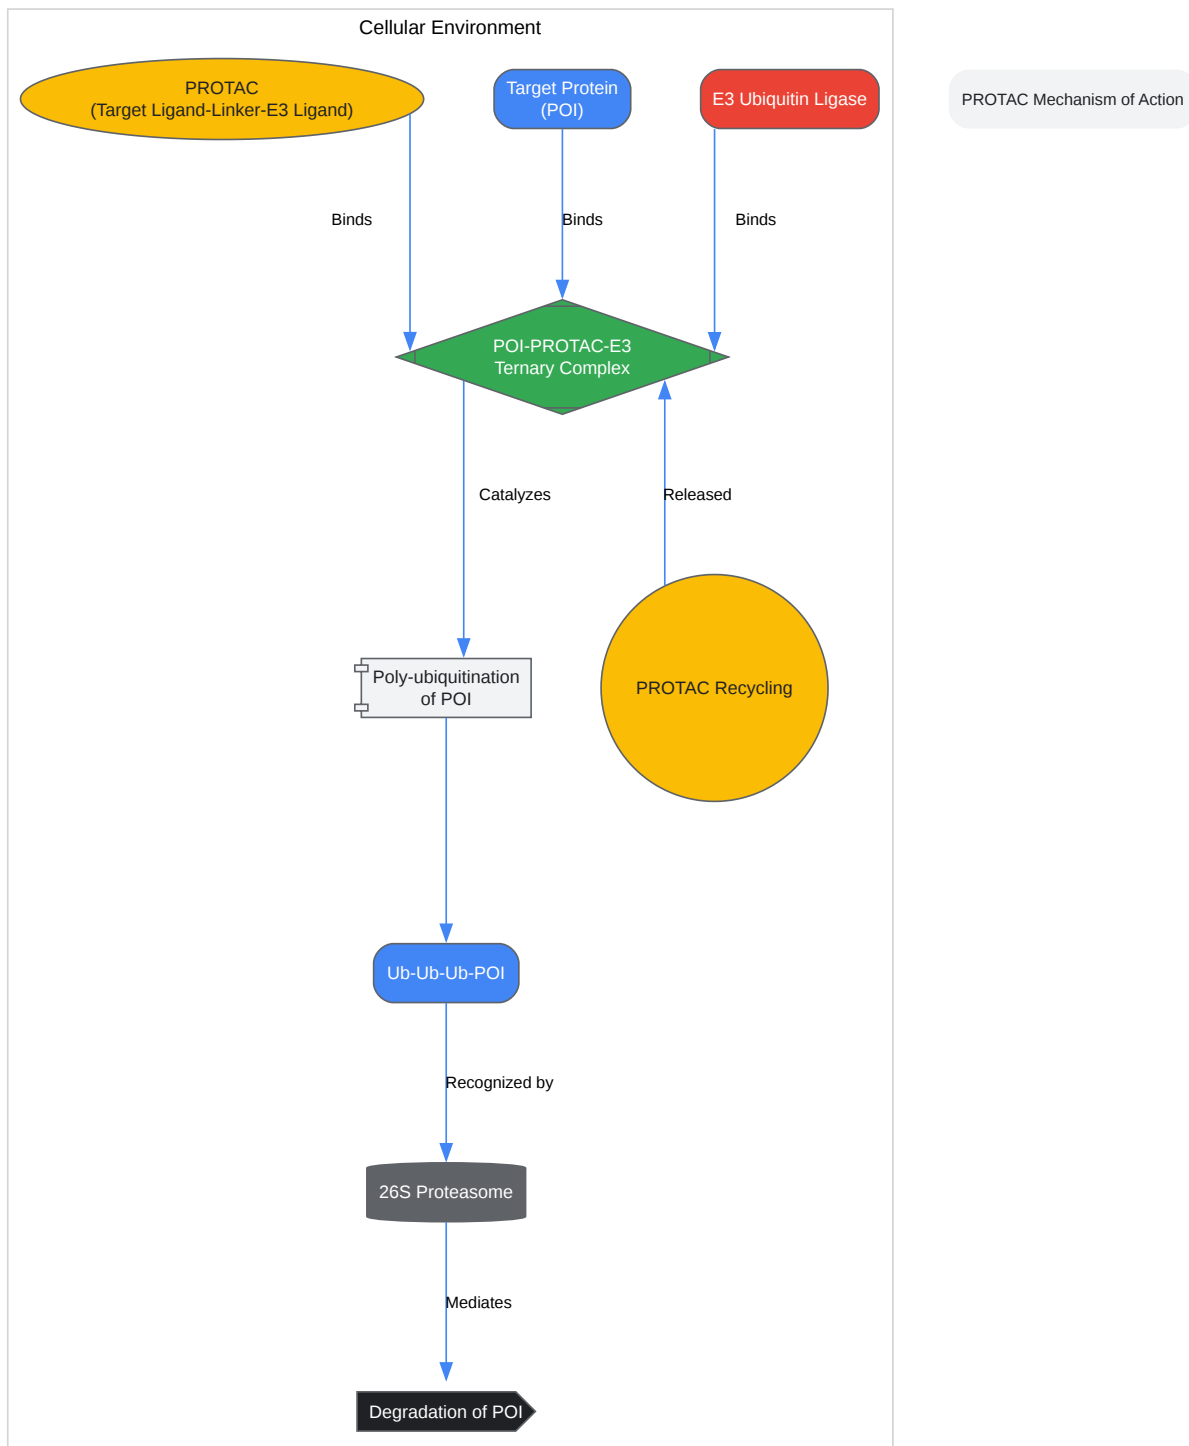 Cellular Environment
PROTAC
(Target Ligand-Linker-E3 Ligand)
Target Protein
(POI)
E3 Ubiquitin Ligase
PROTAC Mechanism of Action
Binds
Binds
Binds
POI-PROTAC-E3
Ternary Complex
Catalyzes
Released
Poly-ubiquitination
of POI
PROTAC Recycling
Ub-Ub-Ub-POI
Recognized by
26S Proteasome
Mediates
Degradation of POI